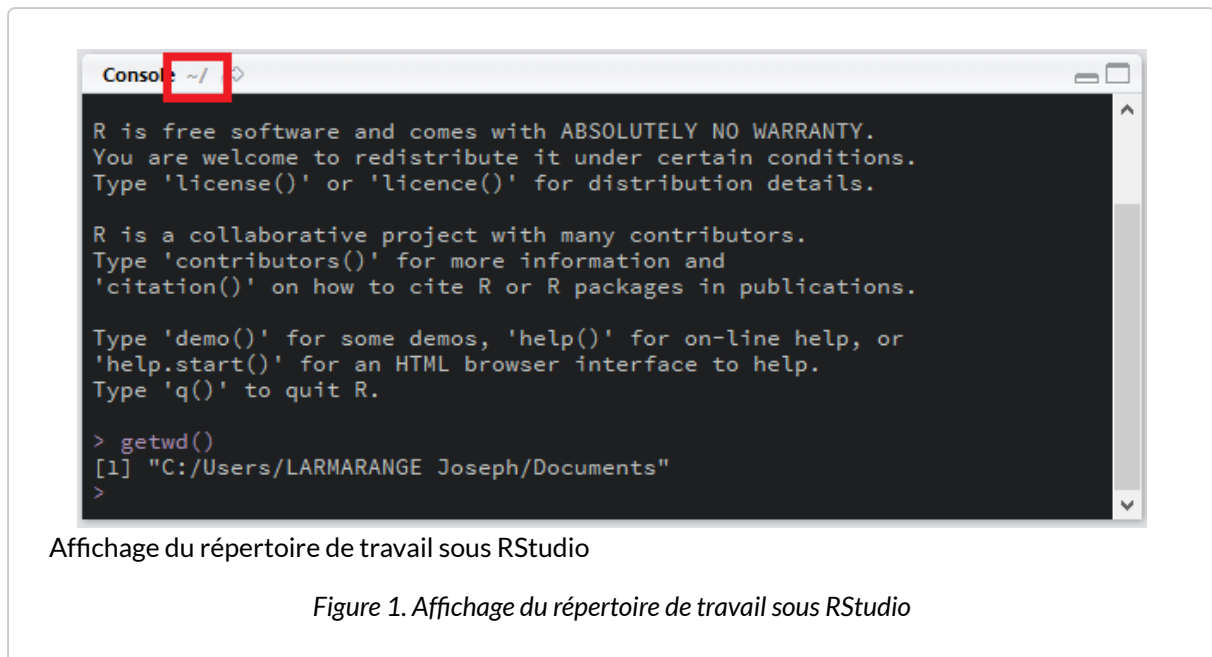 Console ~/
R is free software and comes with ABSOLUTELY NO WARRANTY.
You are welcome to redistribute it under certain conditions.
Type 'license()' or 'licence()' for distribution details.
R is a collaborative project with many contributors.
Type 'contributors()' for more information and
'citation()' on how to cite R or R packages in publications.
Type 'demo()' for some demos, 'help()' for on-line help, or
'help.start()' for an HTML browser interface to help.
Type 'q()' to quit R.
> getwd()
[1] "C:/Users/LARMARANGE Joseph/Documents"
>
Affichage du répertoire de travail sous RStudio
Figure 1. Affichage du répertoire de travail sous RStudio